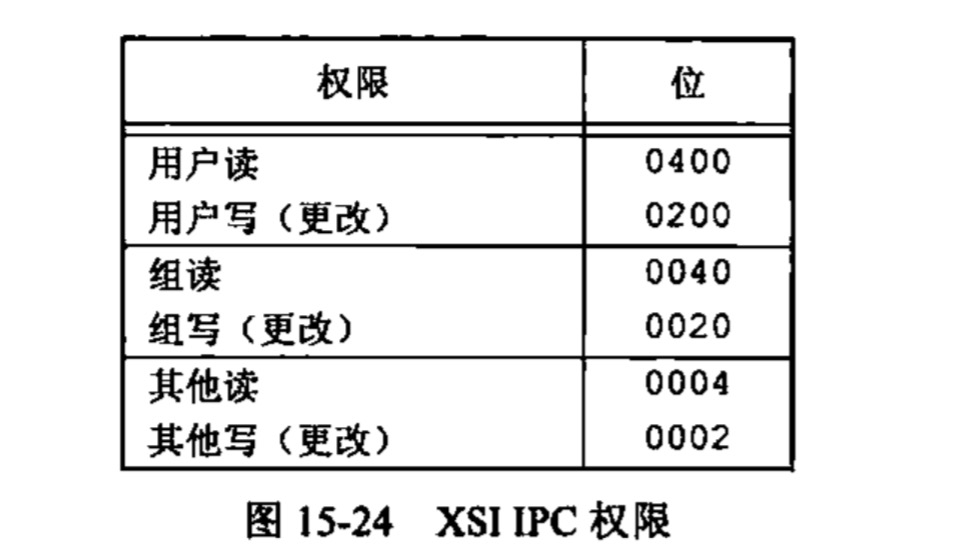 权限 位
用户读 0400
用户写（更改） 0200
组读 0040
组写（更改） 0020
其他读 0004
其他写（更改） 0002
图 15-24 XSI IPC 权限